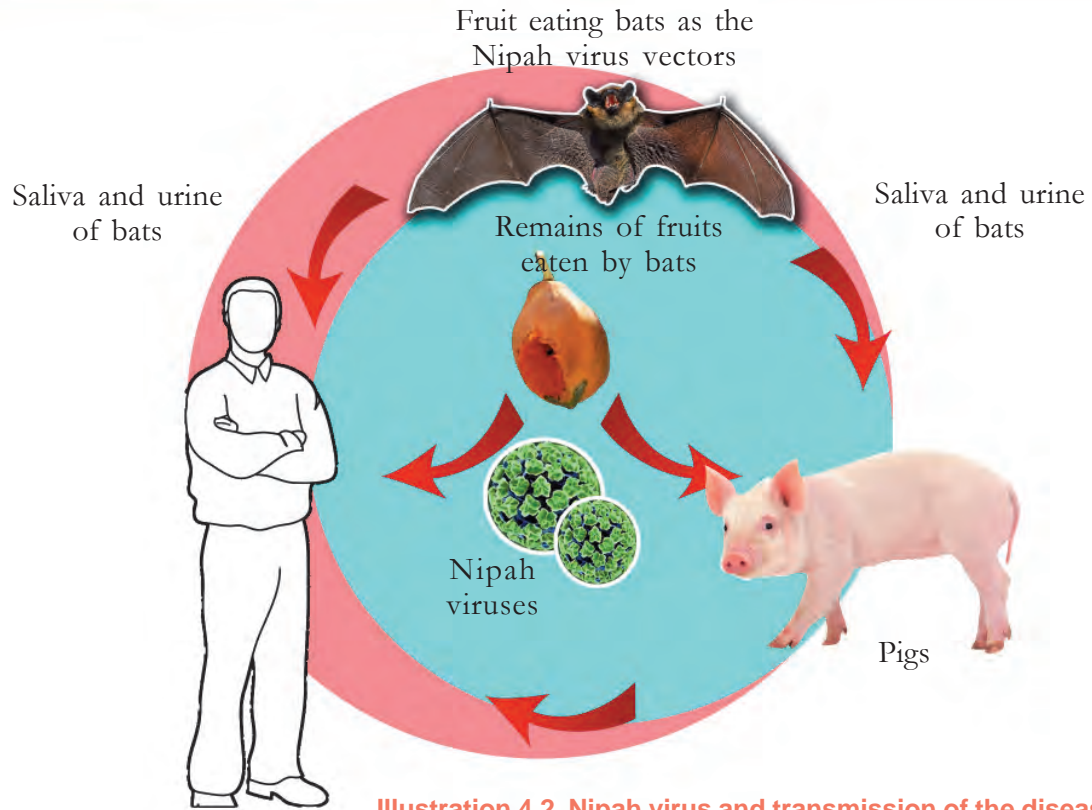 Fruit eating bats as the
Nipah virus vectors
Saliva and urine
of bats
Saliva and urine
of bats
Remains of fruits
eaten by bats
Nipah
viruses
Pigs
Illustration 4.2 Nipah virus and transmission of the